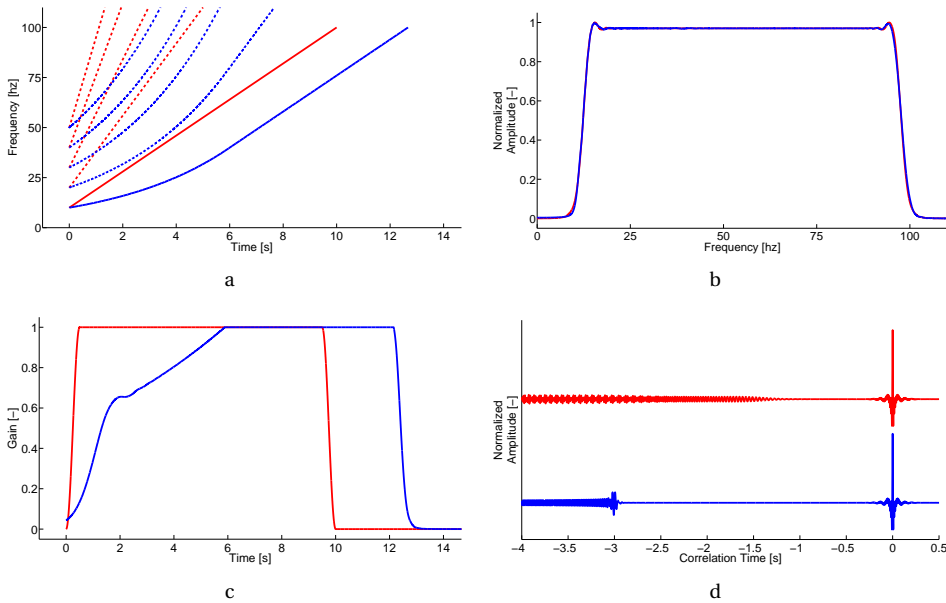 100
75
50
25
0
Frequency [hz]
0 2 4 6 8 10 12 14
Time [s]
a
1
0.8
0.6
0.4
0.2
0
Normalized
Amplitude [−]
0 25 50 75 100
Frequency [hz]
b
1
0.8
0.6
0.4
0.2
0
Gain [−]
0 2 4 6 8 10 12 14
Time [s]
c
Normalized
Amplitude [−]
−4 −3.5 −3 −2.5 −2 −1.5 −1 −0.5 0 0.5
Correlation Time [s]
d